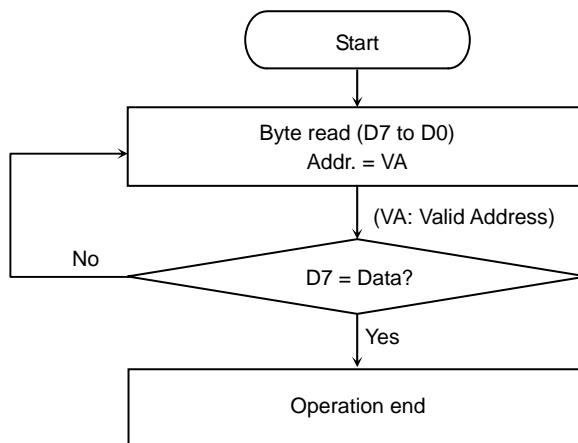 Start
Byte read (D7 to D0)
Addr. = VA
(VA: Valid Address)
No
D7 = Data?
Yes
Operation end